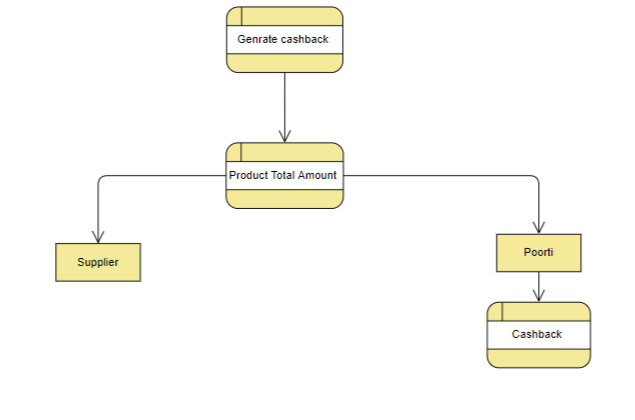 Genrate cashback
Product Total Amount
Supplier
Poorti
Cashback